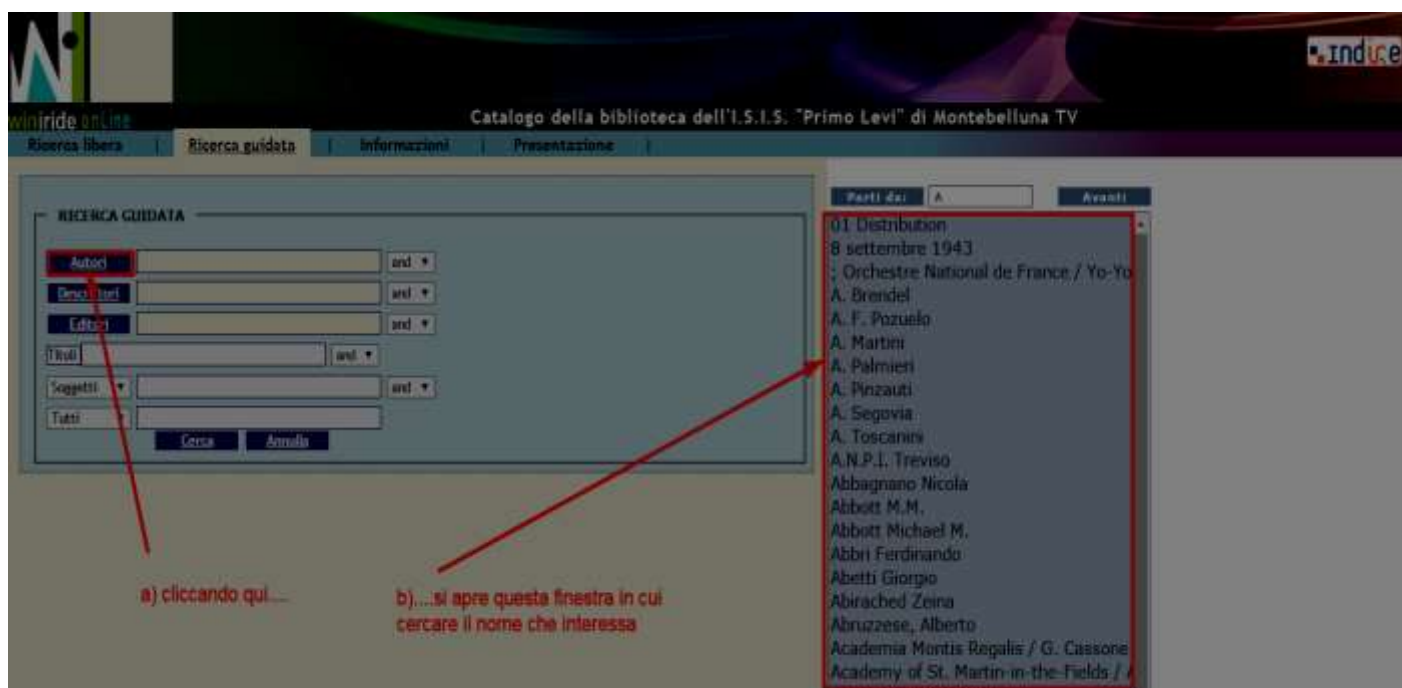 indice
winiride online
Catalogo della biblioteca dell'I.S.I.S. "Primo Levi" di Montebelluna TV
Ricerca libera | Ricerca guidata | Informazioni | Presentazione |
RICERCA GUIDATA
Autori and
Descrittori and
Editori and
Titoli and
Soggetti and
Tutti
Cerca Annulla
a) cliccando qui....
b)....si apre questa finestra in cui
cercare il nome che interessa
Parti da: A Avanti
01 Distribution
8 settembre 1943
; Orchestre National de France / Yo-Yo
A. Brendel
A. F. Pozuelo
A. Martini
A. Palmieri
A. Pinzauti
A. Segovia
A. Toscanini
A.N.P.I. Treviso
Abbagnano Nicola
Abbott M.M.
Abbott Michael M.
Abbri Ferdinando
Abetti Giorgio
Abirached Zeina
Abruzzese, Alberto
Academia Montis Regalis / G. Cassone
Academy of St. Martin-in-the-Fields /